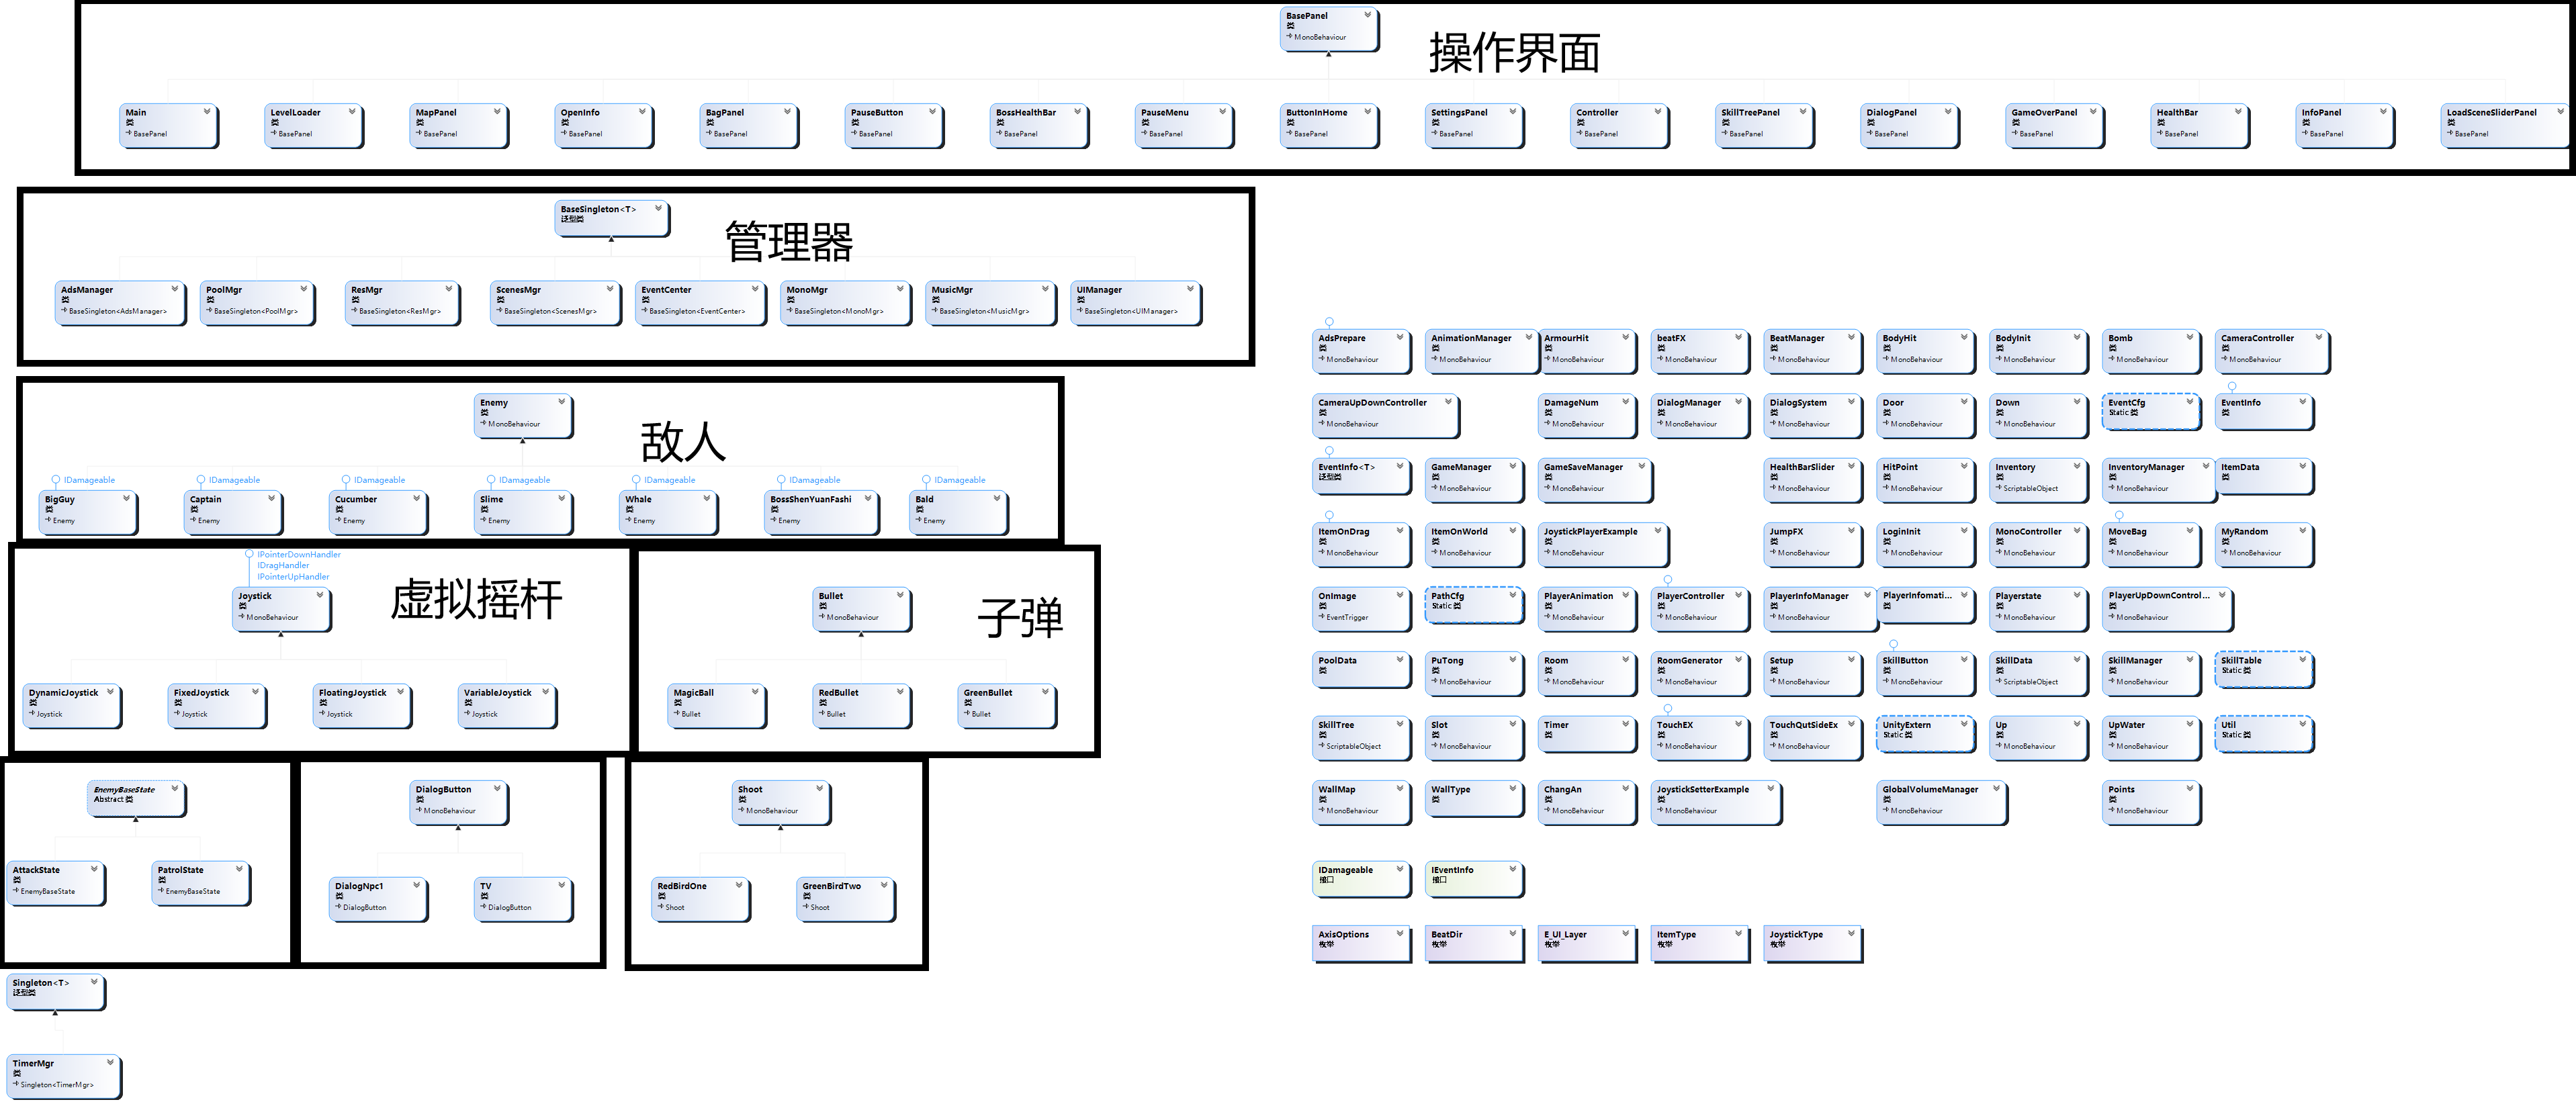 BasePanel
类
MonoBehaviour
操作界面
Main
类
BasePanel
LevelLoader
类
BasePanel
MapPanel
类
BasePanel
OpenInfo
类
BasePanel
BagPanel
类
BasePanel
PauseButton
类
BasePanel
BossHealthBar
类
BasePanel
PauseMenu
类
BasePanel
ButtonInHome
类
BasePanel
SettingsPanel
类
BasePanel
Controller
类
BasePanel
SkillTreePanel
类
BasePanel
DialogPanel
类
BasePanel
GameOverPanel
类
BasePanel
HealthBar
类
BasePanel
InfoPanel
类
BasePanel
LoadSceneSliderPanel
类
BasePanel
BaseSingleton<T>
泛型类
管理器
AdsManager
类
BaseSingleton<AdsManager>
PoolMgr
类
BaseSingleton<PoolMgr>
ResMgr
类
BaseSingleton<ResMgr>
ScenesMgr
类
BaseSingleton<ScenesMgr>
EventCenter
类
BaseSingleton<EventCenter>
MonoMgr
类
BaseSingleton<MonoMgr>
MusicMgr
类
BaseSingleton<MusicMgr>
UIManager
类
BaseSingleton<UIManager>
Enemy
类
MonoBehaviour
敌人
IDamageable
BigGuy
类
Enemy
IDamageable
Captain
类
Enemy
IDamageable
Cucumber
类
Enemy
IDamageable
Slime
类
Enemy
IDamageable
Whale
类
Enemy
IDamageable
BossShenYuanFashi
类
Enemy
IDamageable
Bald
类
Enemy
IPointerDownHandler
IDragHandler
IPointerUpHandler
Joystick
类
MonoBehaviour
虚拟摇杆
DynamicJoystick
类
Joystick
FixedJoystick
类
Joystick
FloatingJoystick
类
Joystick
VariableJoystick
类
Joystick
Bullet
类
MonoBehaviour
子弹
MagicBall
类
Bullet
RedBullet
类
Bullet
GreenBullet
类
Bullet
EnemyBaseState
Abstract 类
AttackState
类
EnemyBaseState
PatrolState
类
EnemyBaseState
DialogButton
类
MonoBehaviour
DialogNpc1
类
DialogButton
TV
类
DialogButton
Shoot
类
MonoBehaviour
RedBirdOne
类
Shoot
GreenBirdTwo
类
Shoot
Singleton<T>
泛型类
TimerMgr
类
Singleton<TimerMgr>
AdsPrepare
类
MonoBehaviour
AnimationManager
类
MonoBehaviour
ArmourHit
类
MonoBehaviour
beatFX
类
MonoBehaviour
BeatManager
类
MonoBehaviour
BodyHit
类
MonoBehaviour
BodyInit
类
MonoBehaviour
Bomb
类
MonoBehaviour
CameraController
类
MonoBehaviour
CameraUpDownController
类
MonoBehaviour
DamageNum
类
MonoBehaviour
DialogManager
类
MonoBehaviour
DialogSystem
类
MonoBehaviour
Door
类
MonoBehaviour
Down
类
MonoBehaviour
EventCfg
Static 类
EventInfo
类
EventInfo<T>
泛型类
GameManager
类
MonoBehaviour
GameSaveManager
类
MonoBehaviour
HealthBarSlider
类
MonoBehaviour
HitPoint
类
MonoBehaviour
Inventory
类
ScriptableObject
InventoryManager
类
MonoBehaviour
ItemData
类
ItemOnDrag
类
MonoBehaviour
ItemOnWorld
类
MonoBehaviour
JoystickPlayerExample
类
MonoBehaviour
JumpFX
类
MonoBehaviour
LoginInit
类
MonoBehaviour
MonoController
类
MonoBehaviour
MoveBag
类
MonoBehaviour
MyRandom
类
MonoBehaviour
OnImage
类
EventTrigger
PathCfg
Static 类
PlayerAnimation
类
MonoBehaviour
PlayerController
类
MonoBehaviour
PlayerInfoManager
类
MonoBehaviour
PlayerInfomati...
类
Playerstate
类
MonoBehaviour
PlayerUpDownControl...
类
MonoBehaviour
PoolData
类
PuTong
类
MonoBehaviour
Room
类
MonoBehaviour
RoomGenerator
类
MonoBehaviour
Setup
类
MonoBehaviour
SkillButton
类
MonoBehaviour
SkillData
类
ScriptableObject
SkillManager
类
MonoBehaviour
SkillTable
Static 类
SkillTree
类
ScriptableObject
Slot
类
MonoBehaviour
Timer
类
TouchEX
类
MonoBehaviour
TouchQutSideEx
类
MonoBehaviour
UnityExtern
Static 类
Up
类
MonoBehaviour
UpWater
类
MonoBehaviour
Util
Static 类
WallMap
类
MonoBehaviour
WallType
类
ChangAn
类
MonoBehaviour
JoystickSetterExample
类
MonoBehaviour
GlobalVolumeManager
类
MonoBehaviour
Points
类
MonoBehaviour
IDamageable
接口
IEventInfo
接口
AxisOptions
枚举
BeatDir
枚举
E_UI_Layer
枚举
ItemType
枚举
JoystickType
枚举